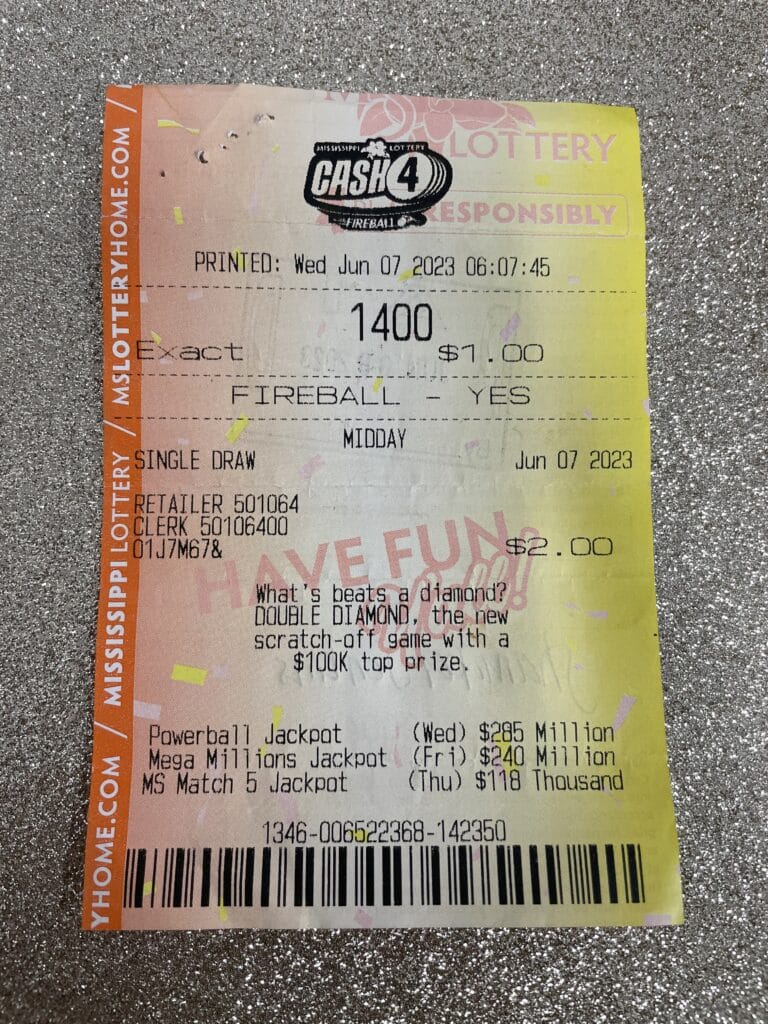 LOTTERY
MISSISSIPPI LOTTERY
CASH 4
FIREBALL
RESPONSIBLY
PRINTED: Wed Jun 07 2023 06:07:45
1400
Exact $1.00
FIREBALL - YES
MIDDAY
SINGLE DRAW Jun 07 2023
RETAILER 501064
CLERK 50106400
01J7M67& $2.00
HAVE FUN
Y'all!
What's beats a diamond?
DOUBLE DIAMOND, the new
scratch-off game with a
$100K top prize.
Powerball Jackpot (Wed) $285 Million
Mega Millions Jackpot (Fri) $240 Million
MS Match 5 Jackpot (Thu) $118 Thousand
1346-006522368-142350
YHOME.COM / MISSISSIPPI LOTTERY / MSLOTTERYHOME.COM /